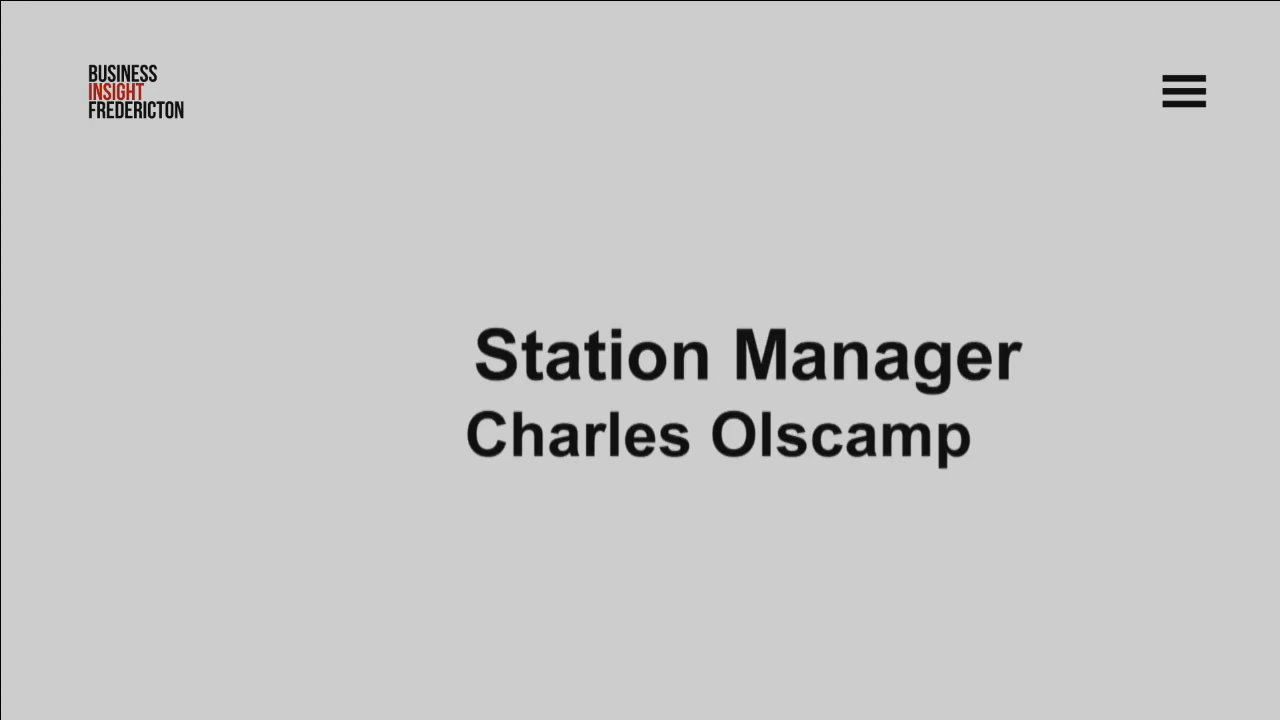 BUSINESS
INSIGHT
FREDERICTON
Station Manager
Charles Olscamp